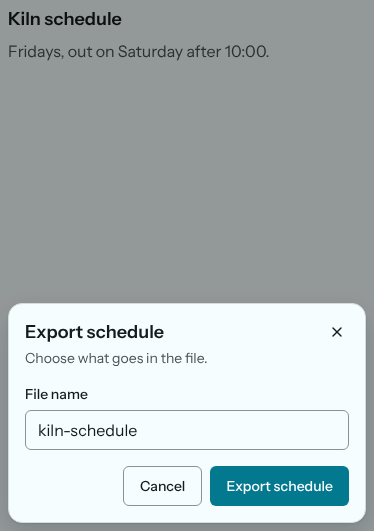 Kiln schedule
Fridays, out on Saturday after 10:00.
Export schedule
Choose what goes in the file.
File name
kiln-schedule
Cancel
Export schedule